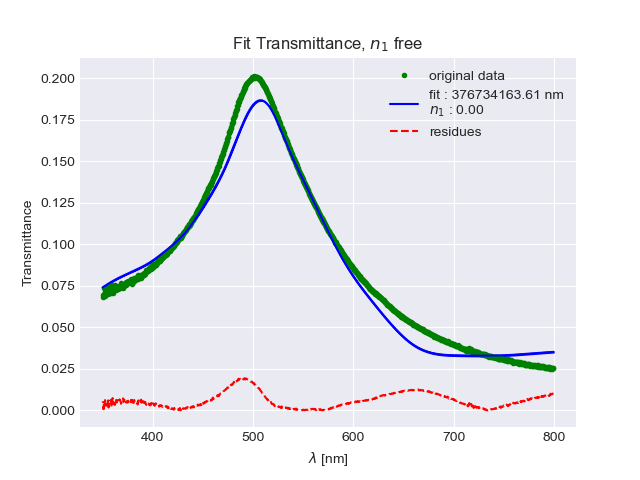 Fit Transmittance, n₁ free
original data
fit : 376734163.61 nm
n₁ : 0.00
residues
Transmittance
0.200
0.175
0.150
0.125
0.100
0.075
0.050
0.025
0.000
400 500 600 700 800
λ [nm]